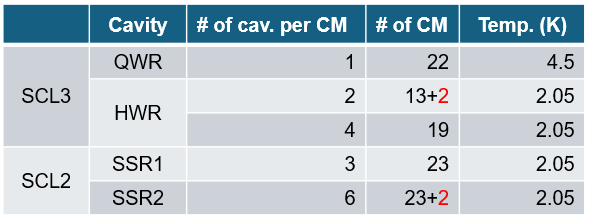 Cavity # of cav. per CM # of CM Temp. (K)
SCL3 QWR 1 22 4.5
HWR 2 13+2 2.05
4 19 2.05
SCL2 SSR1 3 23 2.05
SSR2 6 23+2 2.05